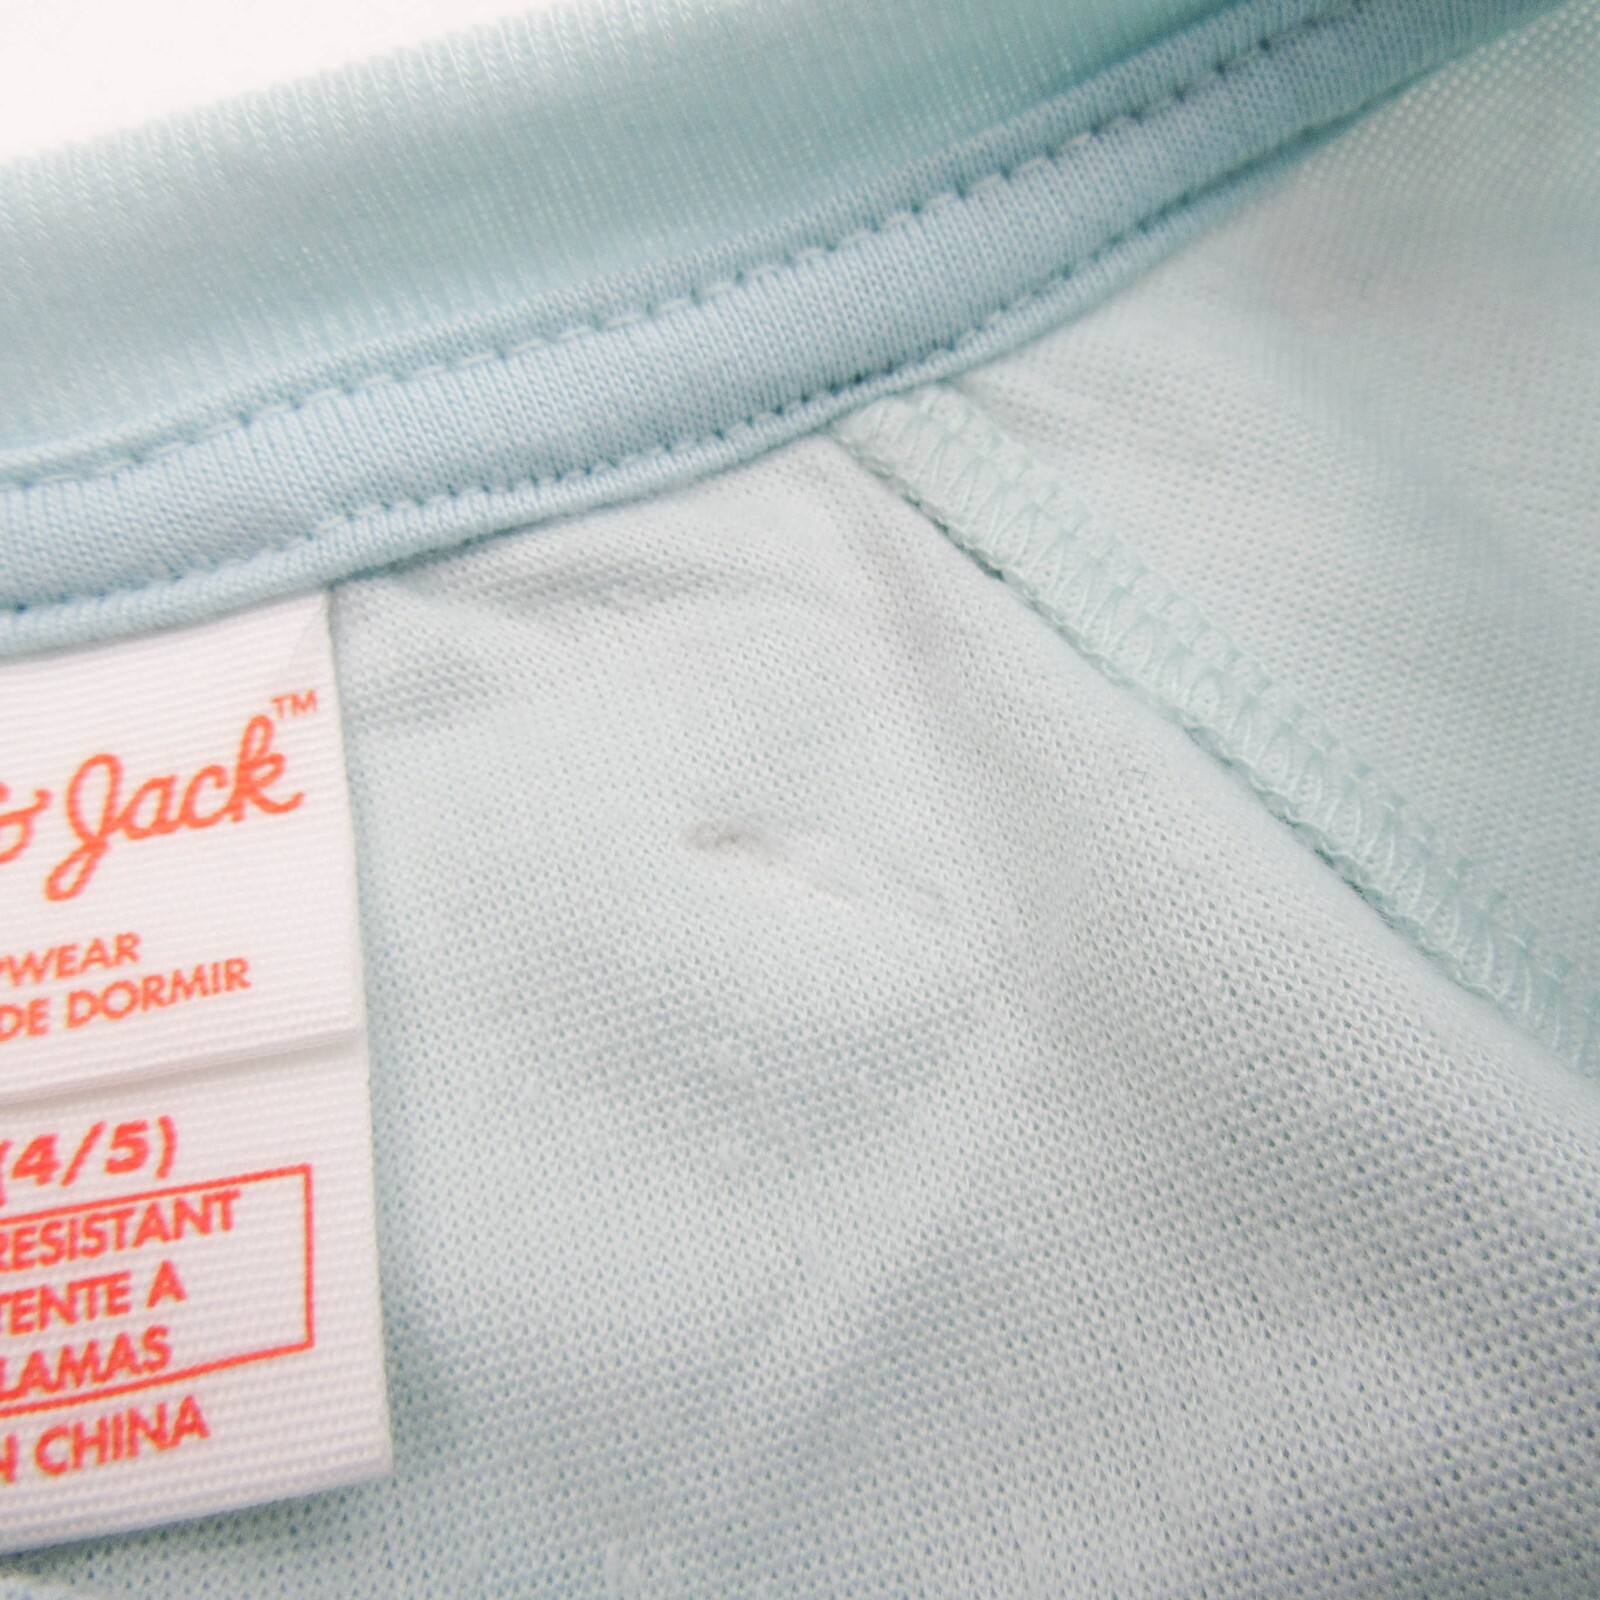 & Jack™
PWEAR
DE DORMIR
(4/5)
RESISTANT
TENTE A
LAMAS
N CHINA